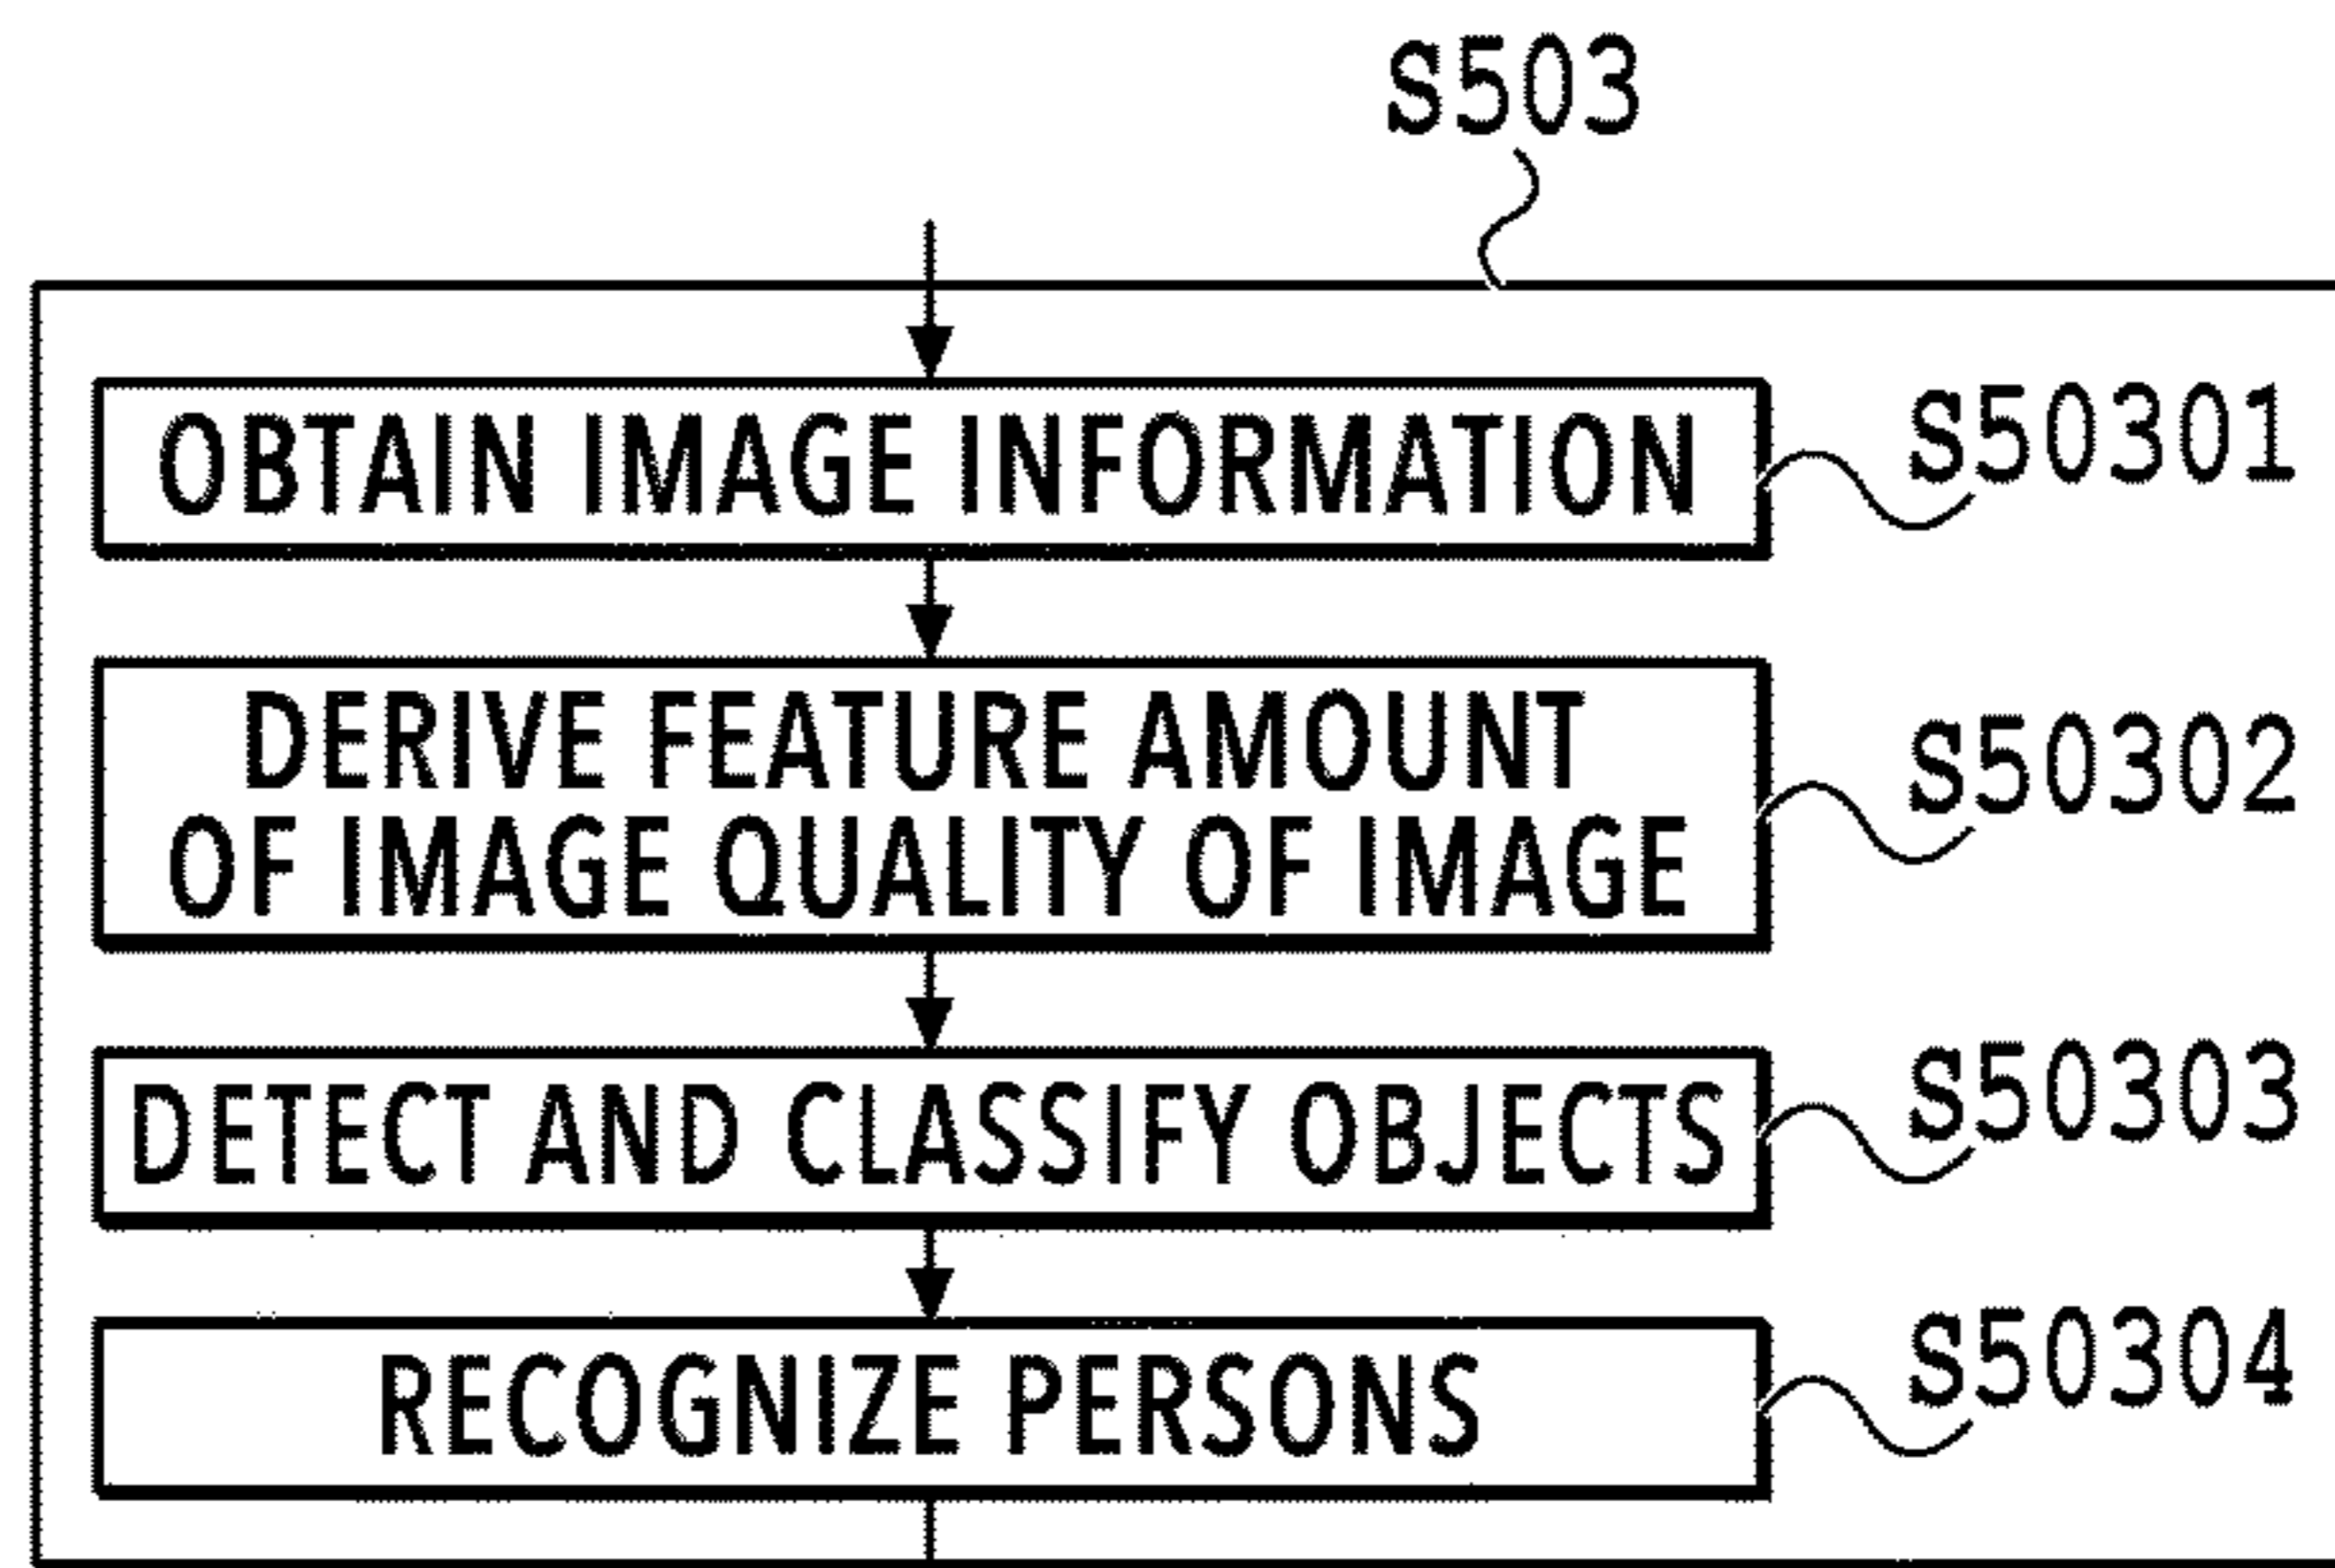 S503
OBTAIN IMAGE INFORMATION
S50301
DERIVE FEATURE AMOUNT
OF IMAGE QUALITY OF IMAGE
S50302
DETECT AND CLASSIFY OBJECTS
S50303
RECOGNIZE PERSONS
S50304